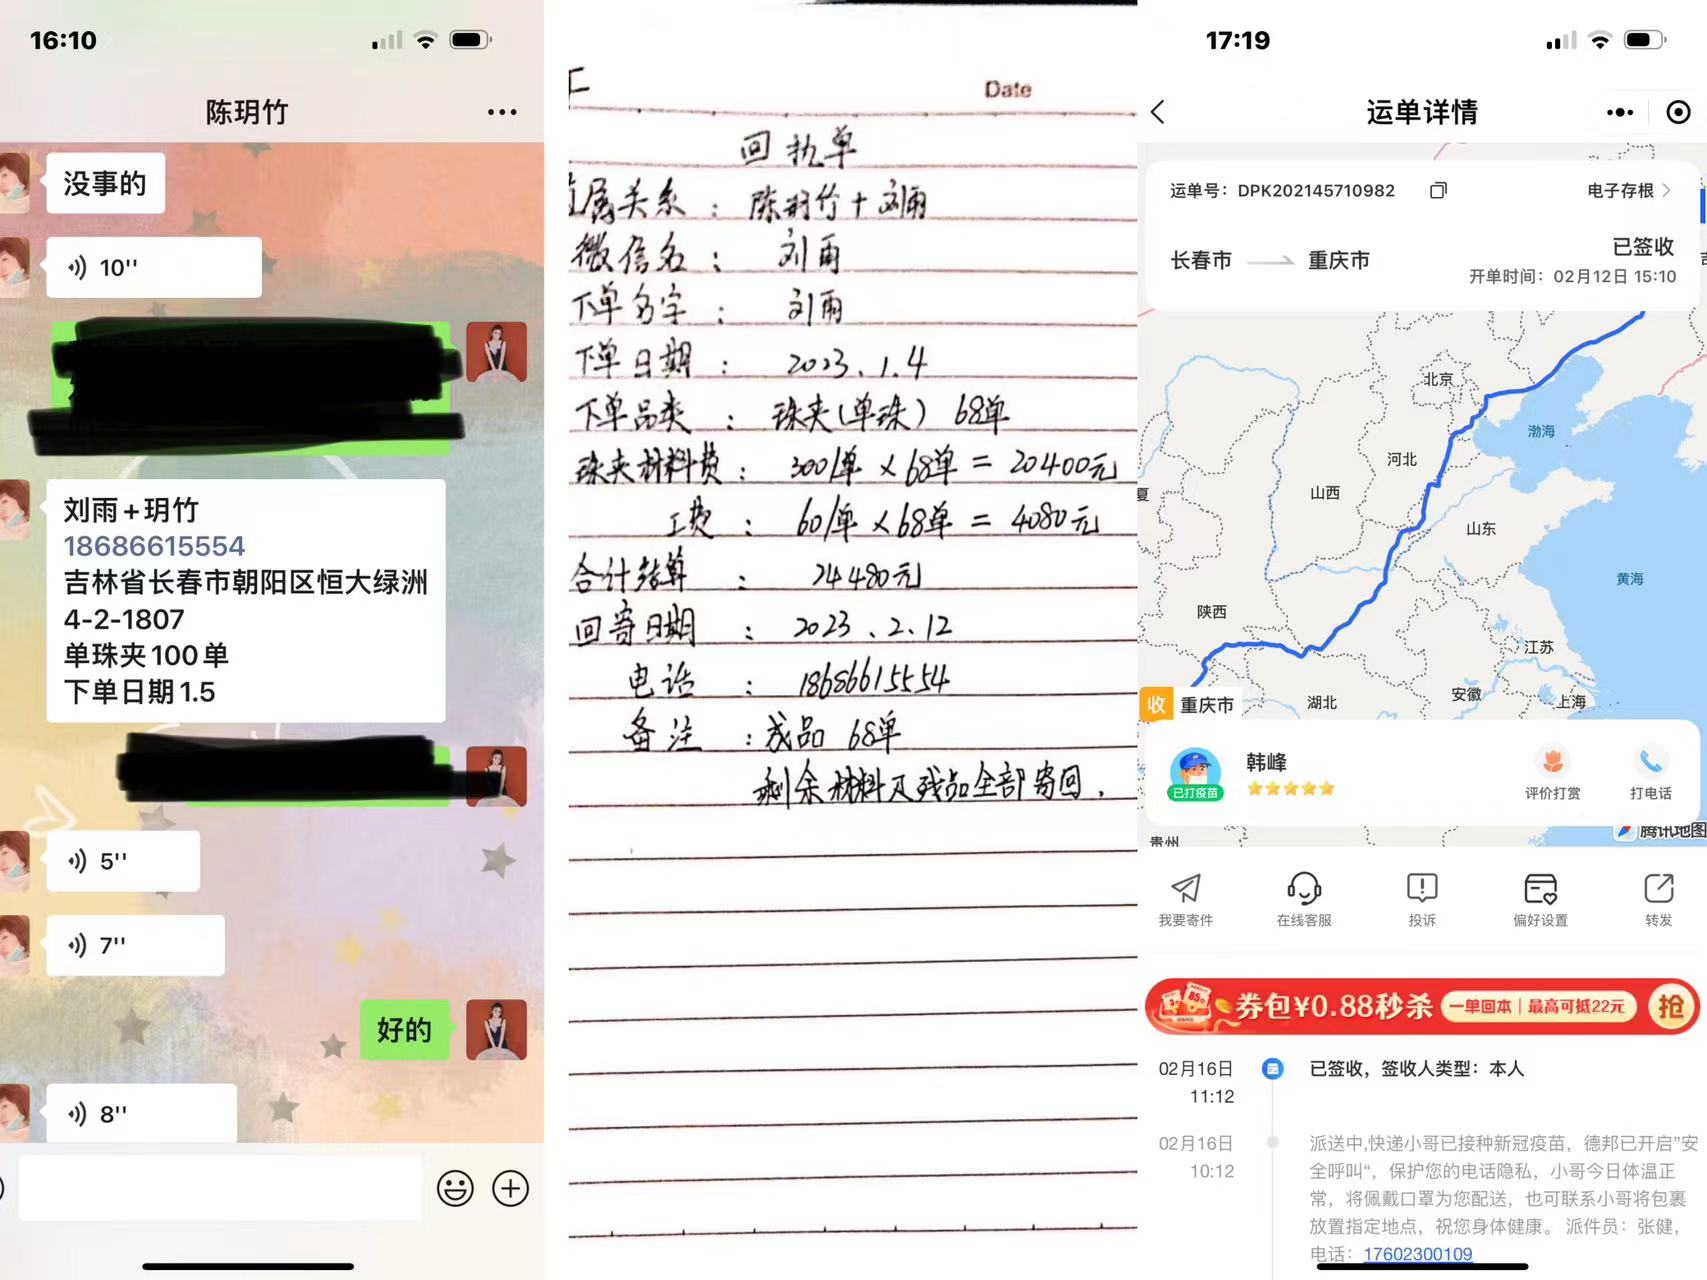 16:10
陈玥竹
没事的
10''
刘雨+玥竹
18686615554
吉林省长春市朝阳区恒大绿洲
4-2-1807
单珠夹100单
下单日期1.5
5''
7''
好的
8''
Date
回执单
属关系：陈玥竹+刘雨
微信名：刘雨
下单名字：刘雨
下单日期：2023.1.4
下单品类：珠夹(单珠) 68单
珠夹材料费：300/单×68单=20400元
工费：60/单×68单=4080元
合计结算：24480元
回寄日期：2023.2.12
电话：18686615554
备注：成品 68单
剩余材料及残品全部寄回.
17:19
运单详情
运单号：DPK202145710982
电子存根
长春市
重庆市
已签收
开单时间：02月12日 15:10
北京
渤海
河北
山西
山东
夏
黄海
陕西
江苏
收 重庆市
湖北
安徽
上海
韩峰
已打疫苗
评价打赏
打电话
贵州
腾讯地图
我要寄件
在线客服
投诉
偏好设置
转发
券包¥0.88秒杀
一单回本|最高可抵22元
抢
02月16日
11:12
已签收，签收人类型：本人
02月16日
10:12
派送中,快递小哥已接种新冠疫苗，德邦已开启"安
全呼叫"，保护您的电话隐私，小哥今日体温正
常，将佩戴口罩为您配送，也可联系小哥将包裹
放置指定地点，祝您身体健康。派件员：张健，
电话：17602300109